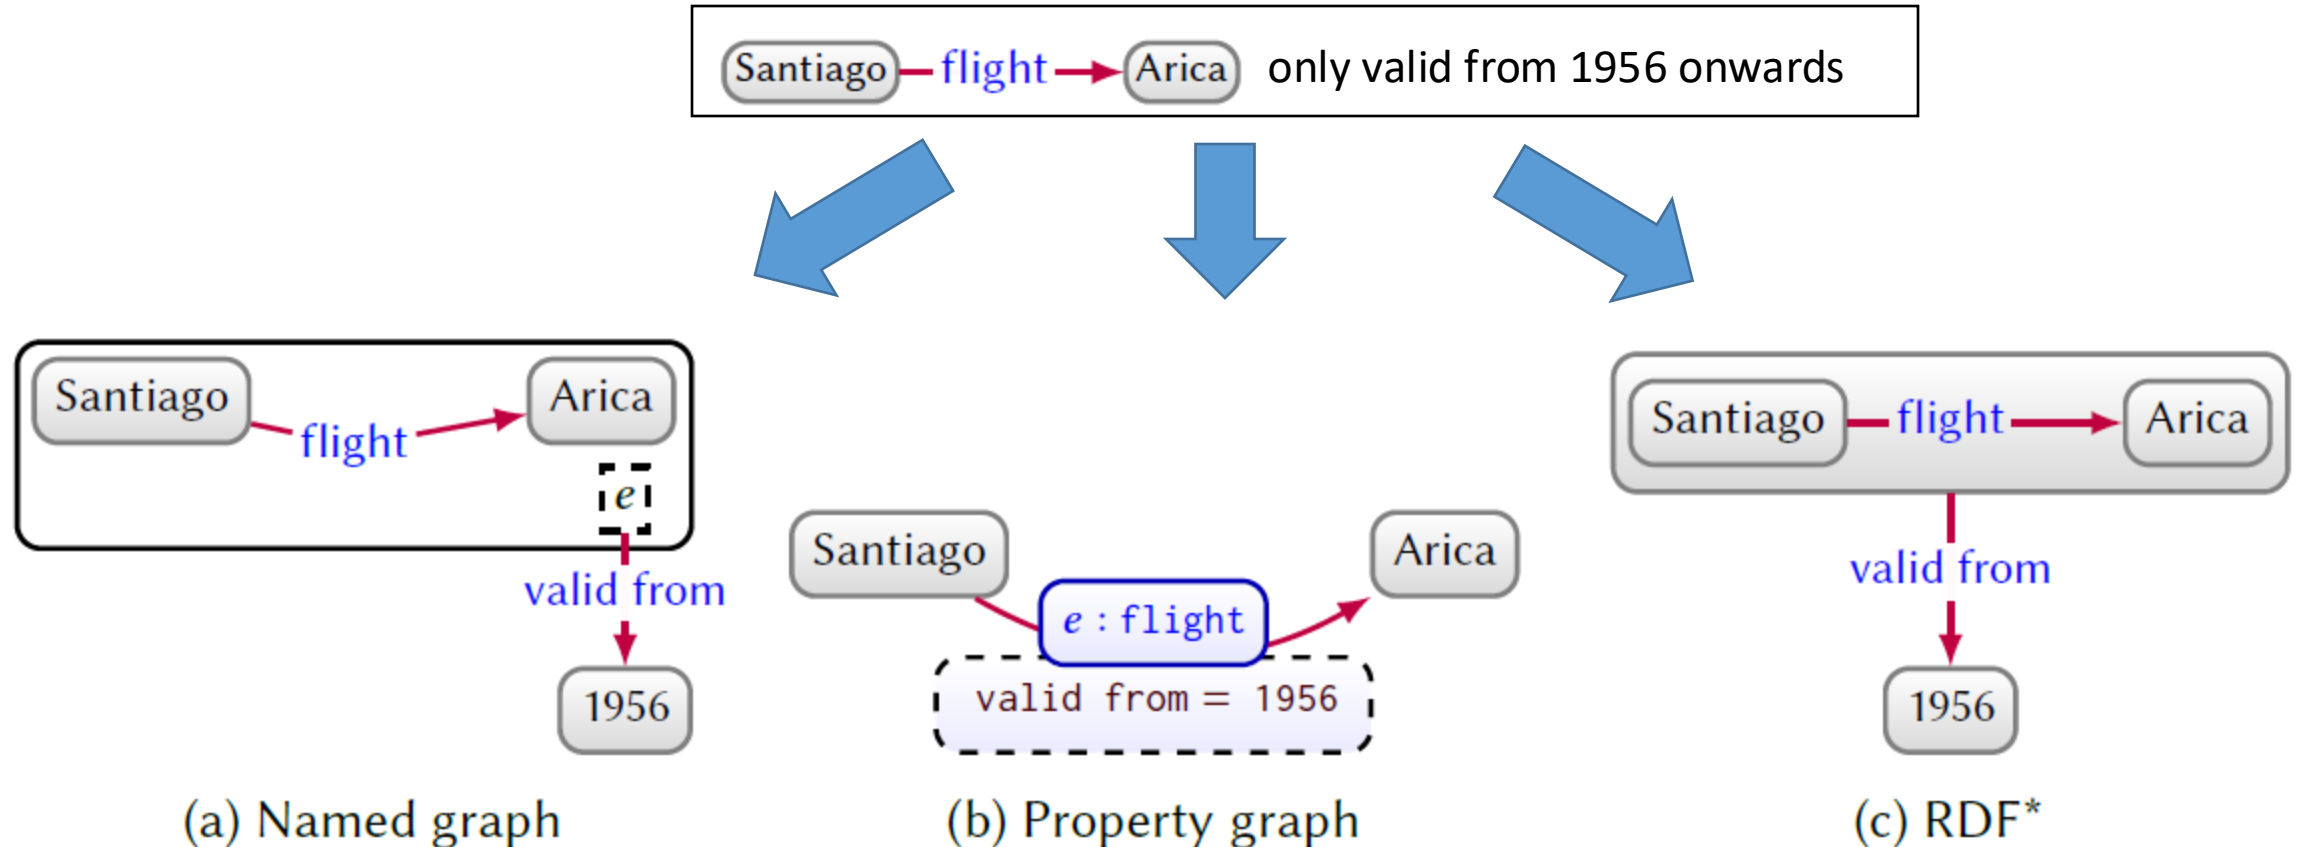 Santiago flight Arica only valid from 1956 onwards
Santiago flight Arica
e
valid from
1956
(a) Named graph
Santiago Arica
e : flight
valid from = 1956
(b) Property graph
Santiago flight Arica
valid from
1956
(c) RDF*